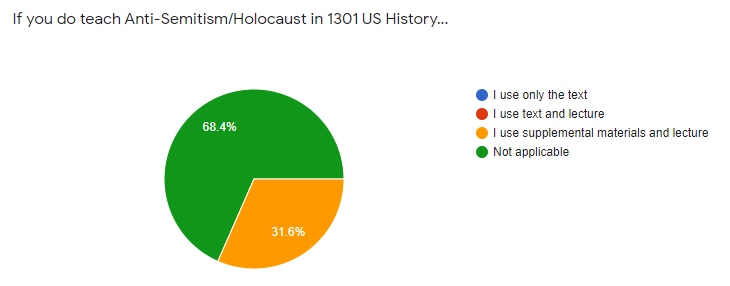 If you do teach Anti-Semitism/Holocaust in 1301 US History...
68.4%
31.6%
I use only the text
I use text and lecture
I use supplemental materials and lecture
Not applicable